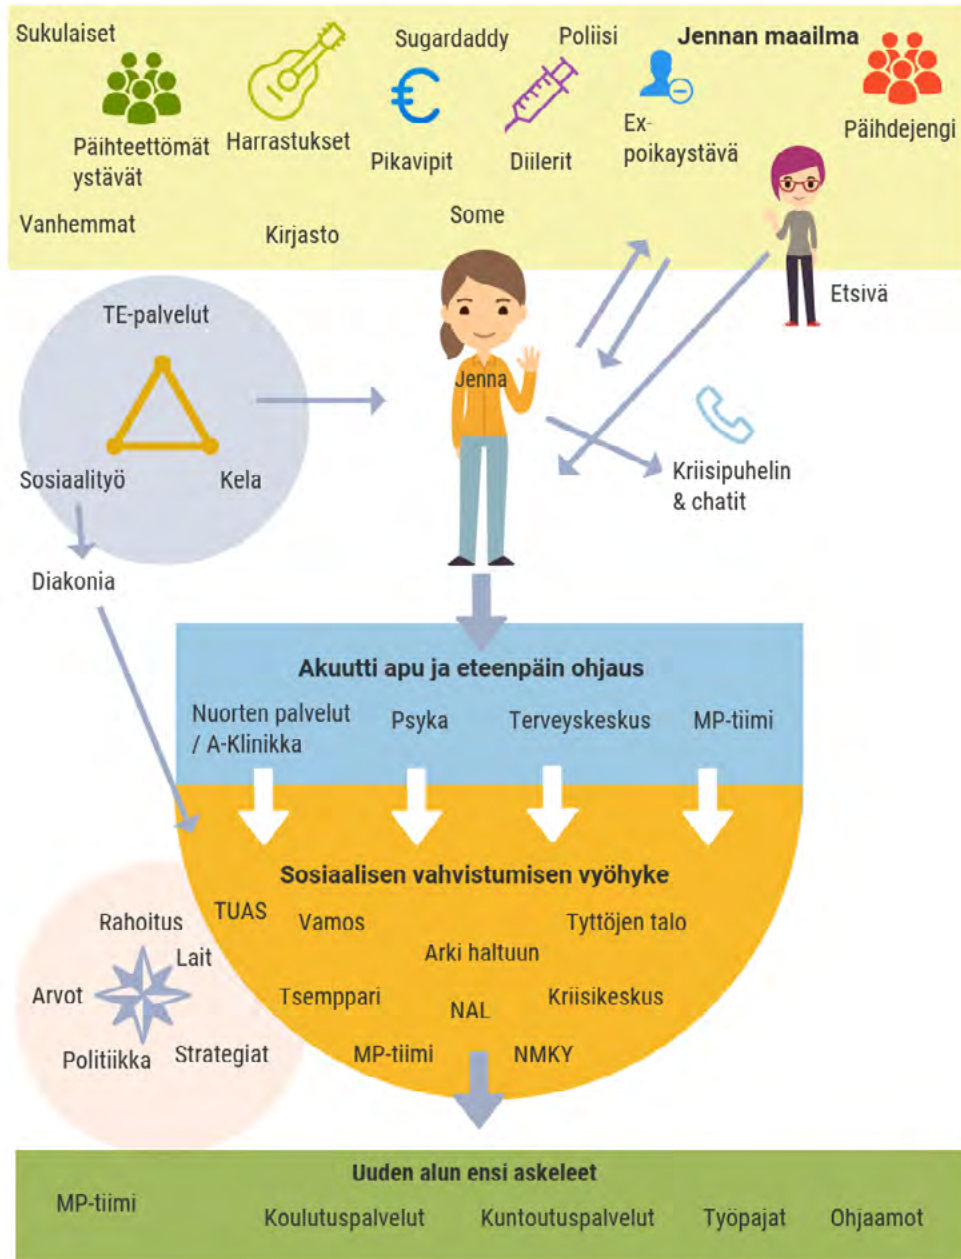 Sukulaiset
Sugardaddy
Poliisi
Jennan maailma
Päihteettömät
ystävät
Harrastukset
Pikavipit
Diilerit
Ex-
poikaystävä
Päihdejengi
Vanhemmat
Kirjasto
Some
Etsivä
TE-palvelut
Jenna
Sosiaalityö
Kela
Kriisipuhelin
& chatit
Diakonia
Akuutti apu ja eteenpäin ohjaus
Nuorten palvelut
/ A-Klinikka
Psyka
Terveyskeskus
MP-tiimi
Sosiaalisen vahvistumisen vyöhyke
TUAS
Vamos
Tyttöjen talo
Arki haltuun
Tsemppari
NAL
Kriisikeskus
MP-tiimi
NMKY
Rahoitus
Lait
Arvot
Politiikka
Strategiat
Uuden alun ensi askeleet
MP-tiimi
Koulutuspalvelut
Kuntoutuspalvelut
Työpajat
Ohjaamot